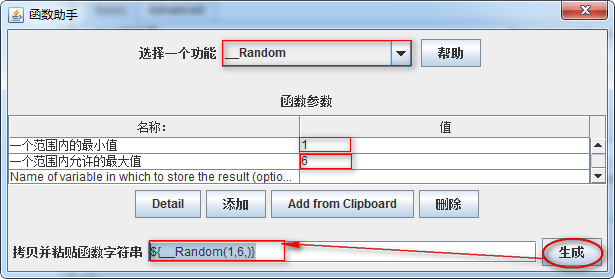 函数助手
选择一个功能 __Random 帮助
函数参数
名称: 值
一个范围内的最小值 1
一个范围内允许的最大值 6
Name of variable in which to store the result (optio...
Detail 添加 Add from Clipboard 删除
拷贝并粘贴函数字符串 ${__Random(1,6,)} 生成